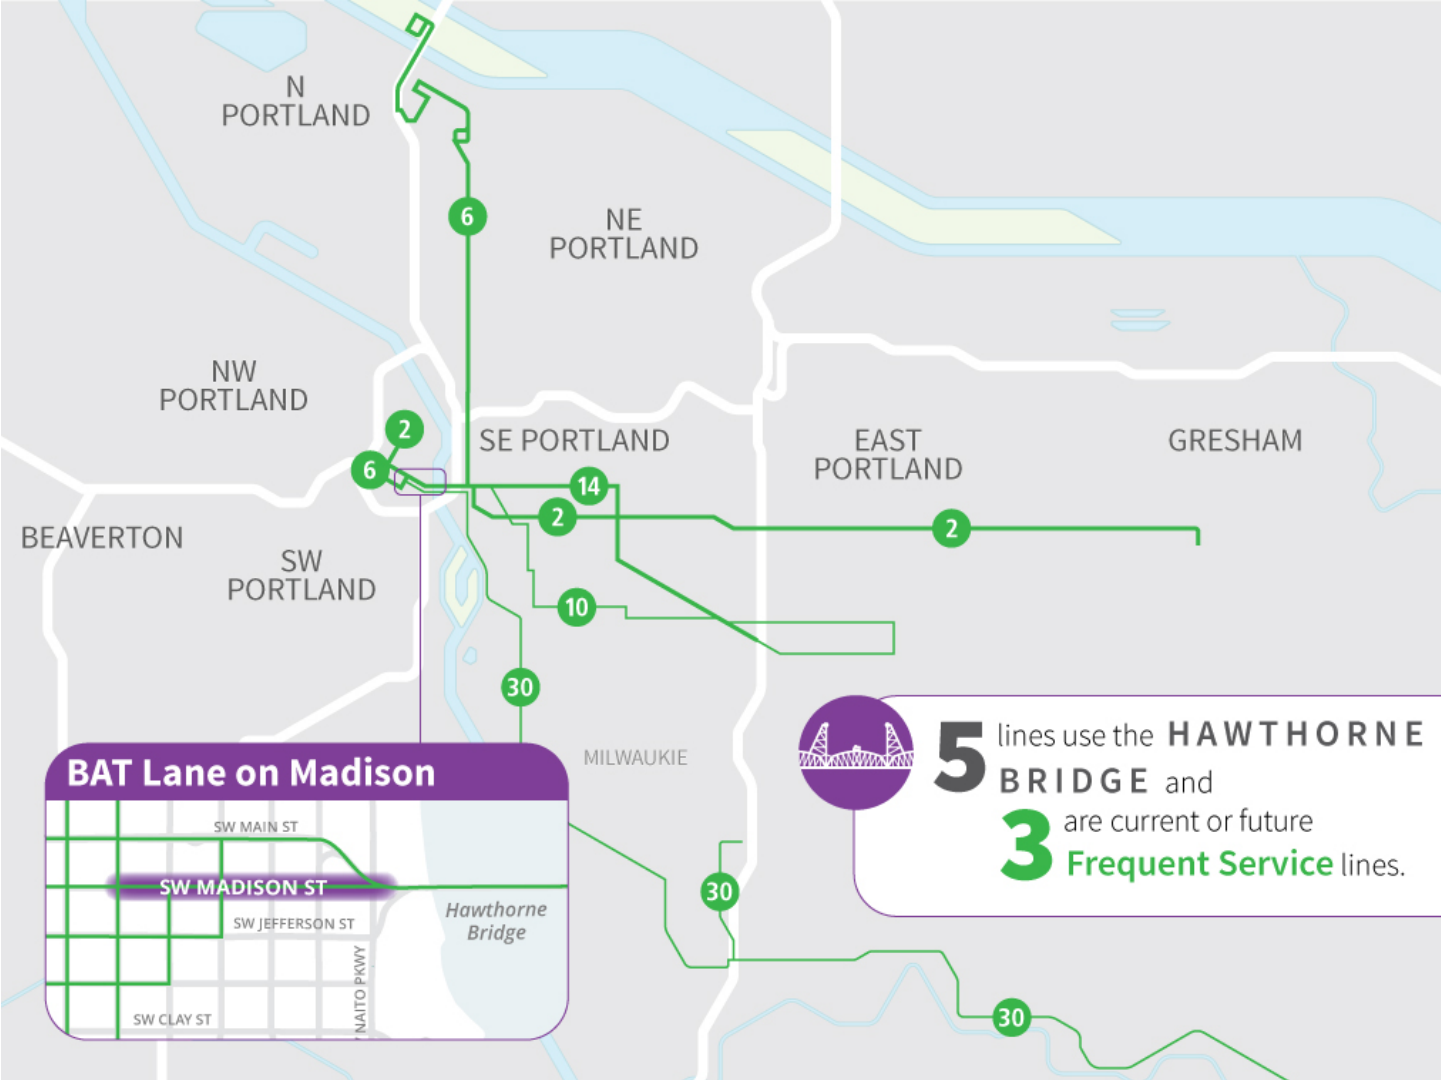 N
PORTLAND
6
NE
PORTLAND
NW
PORTLAND
2
6
SE PORTLAND
14
2
EAST
PORTLAND
2
GRESHAM
BEAVERTON
SW
PORTLAND
10
30
MILWAUKIE
30
30
BAT Lane on Madison
SW MAIN ST
SW MADISON ST
SW JEFFERSON ST
Hawthorne
Bridge
NAITO PKWY
SW CLAY ST
5 lines use the HAWTHORNE
BRIDGE and
3 are current or future
Frequent Service lines.